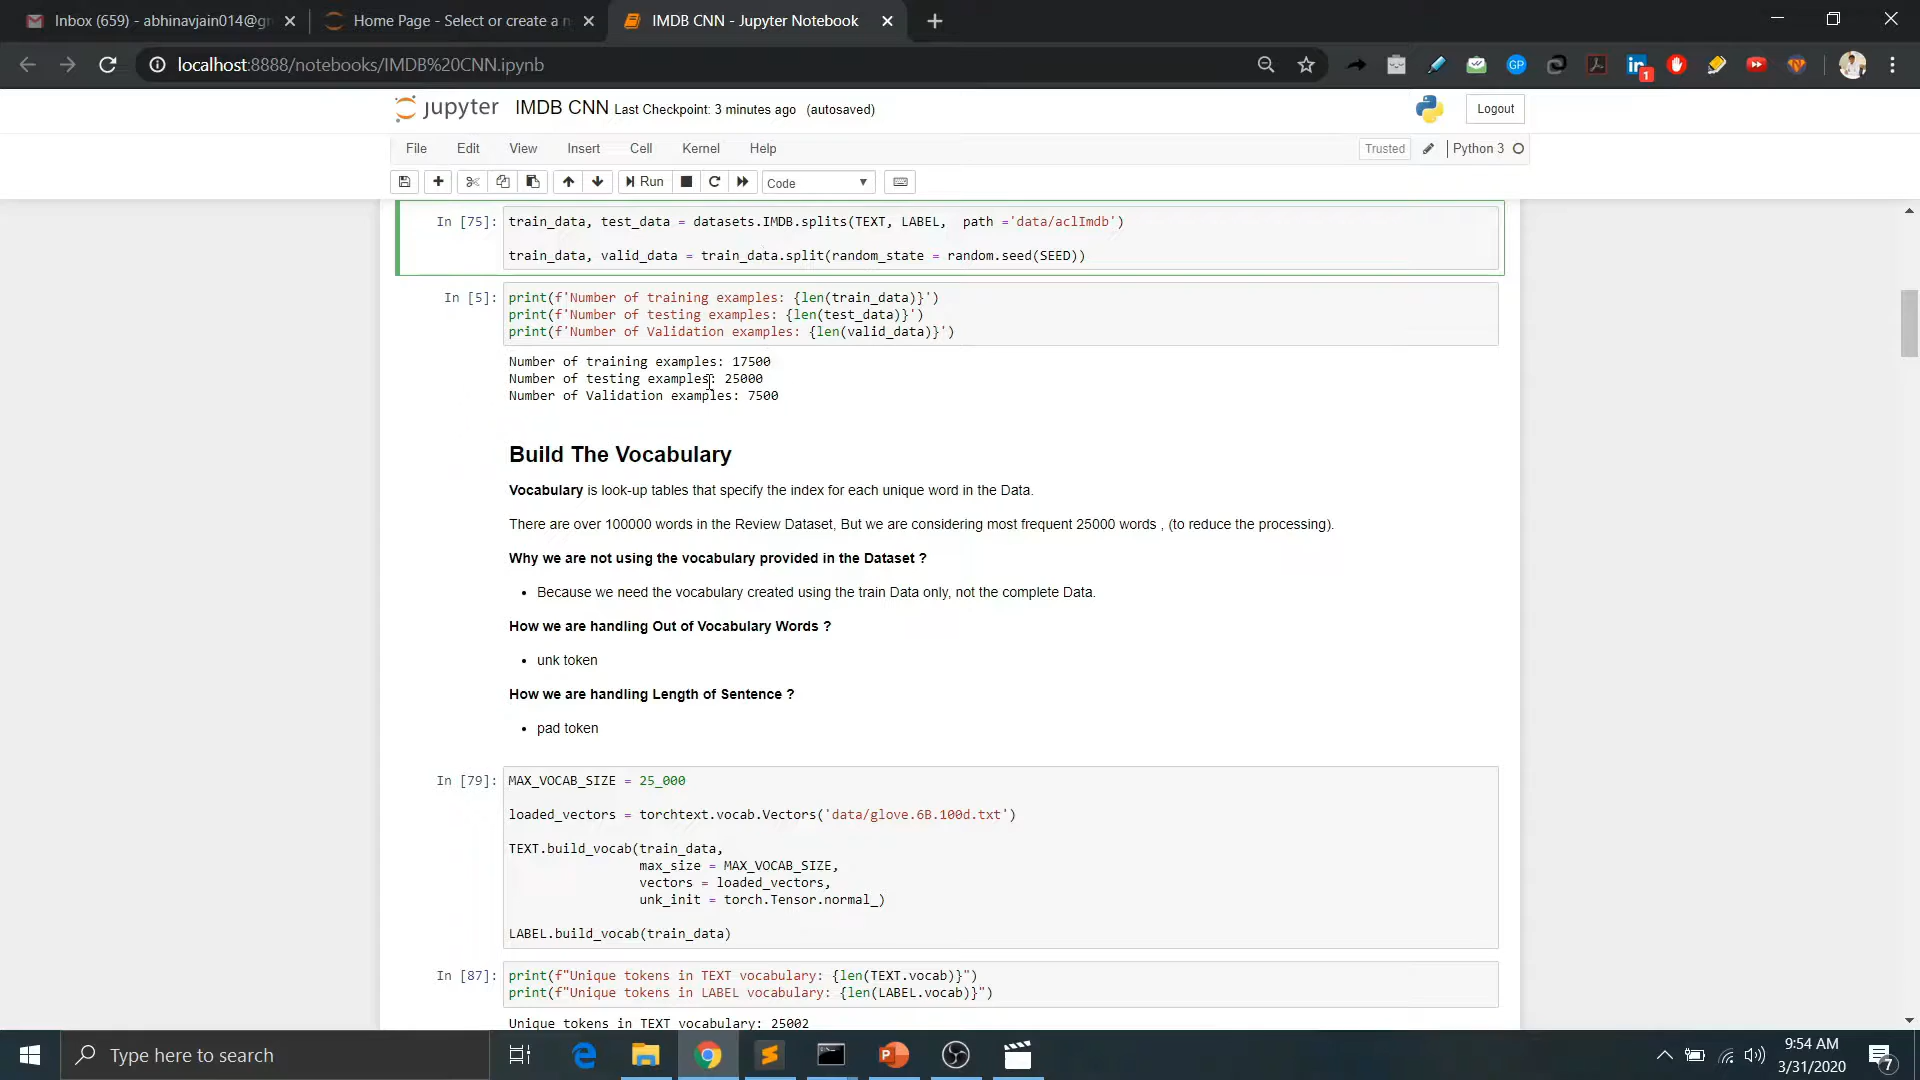 Inbox (659) - abhinavjain014@g
Home Page - Select or create a n
IMDB CNN - Jupyter Notebook
localhost:8888/notebooks/IMDB%20CNN.ipynb
GP
1
jupyter IMDB CNN Last Checkpoint: 3 minutes ago (autosaved)
Logout
File Edit View Insert Cell Kernel Help
Trusted
Python 3
Run
Code
In [75]: train_data, test_data = datasets.IMDB.splits(TEXT, LABEL, path ='data/aclImdb')
train_data, valid_data = train_data.split(random_state = random.seed(SEED))
In [5]: print(f'Number of training examples: {len(train_data)}')
print(f'Number of testing examples: {len(test_data)}')
print(f'Number of Validation examples: {len(valid_data)}')
Number of training examples: 17500
Number of testing examples: 25000
Number of Validation examples: 7500
Build The Vocabulary
Vocabulary is look-up tables that specify the index for each unique word in the Data.
There are over 100000 words in the Review Dataset, But we are considering most frequent 25000 words , (to reduce the processing).
Why we are not using the vocabulary provided in the Dataset ?
• Because we need the vocabulary created using the train Data only, not the complete Data.
How we are handling Out of Vocabulary Words ?
• unk token
How we are handling Length of Sentence ?
• pad token
In [79]: MAX_VOCAB_SIZE = 25_000
loaded_vectors = torchtext.vocab.Vectors('data/glove.6B.100d.txt')
TEXT.build_vocab(train_data,
max_size = MAX_VOCAB_SIZE,
vectors = loaded_vectors,
unk_init = torch.Tensor.normal_)
LABEL.build_vocab(train_data)
In [87]: print(f"Unique tokens in TEXT vocabulary: {len(TEXT.vocab)}")
print(f"Unique tokens in LABEL vocabulary: {len(LABEL.vocab)}")
Unique tokens in TEXT vocabulary: 25002
Type here to search
9:54 AM
3/31/2020
7